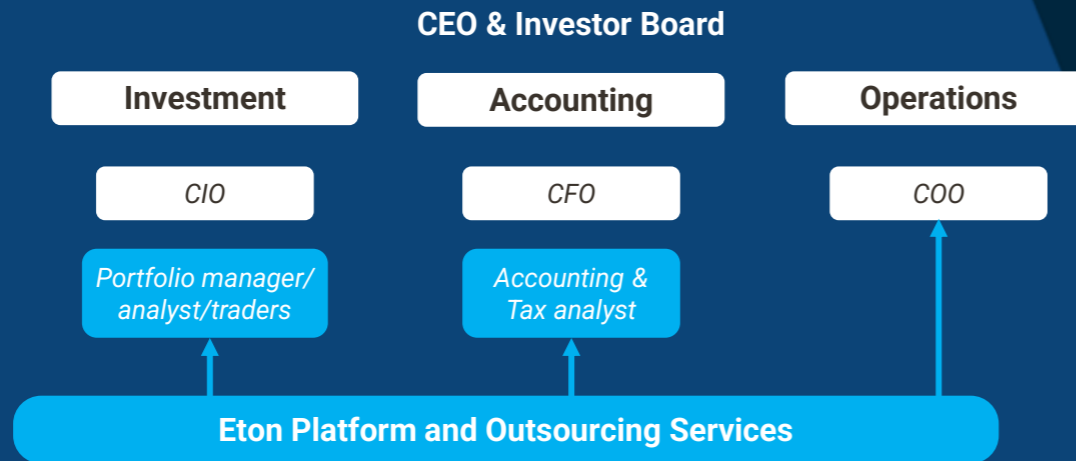 CEO & Investor Board
Investment
Accounting
Operations
CIO
CFO
COO
Portfolio manager/
analyst/traders
Accounting &
Tax analyst
Eton Platform and Outsourcing Services